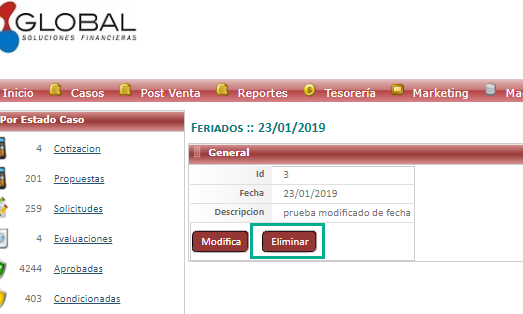 GLOBAL
SOLUCIONES FINANCIERAS
Inicio Casos Post Venta Reportes Tesorería Marketing
Por Estado Caso
4 Cotizacion
201 Propuestas
259 Solicitudes
4 Evaluaciones
4244 Aprobadas
403 Condicionadas
FERIADOS :: 23/01/2019
General
Id 3
Fecha 23/01/2019
Descripcion prueba modificado de fecha
Modifica Eliminar